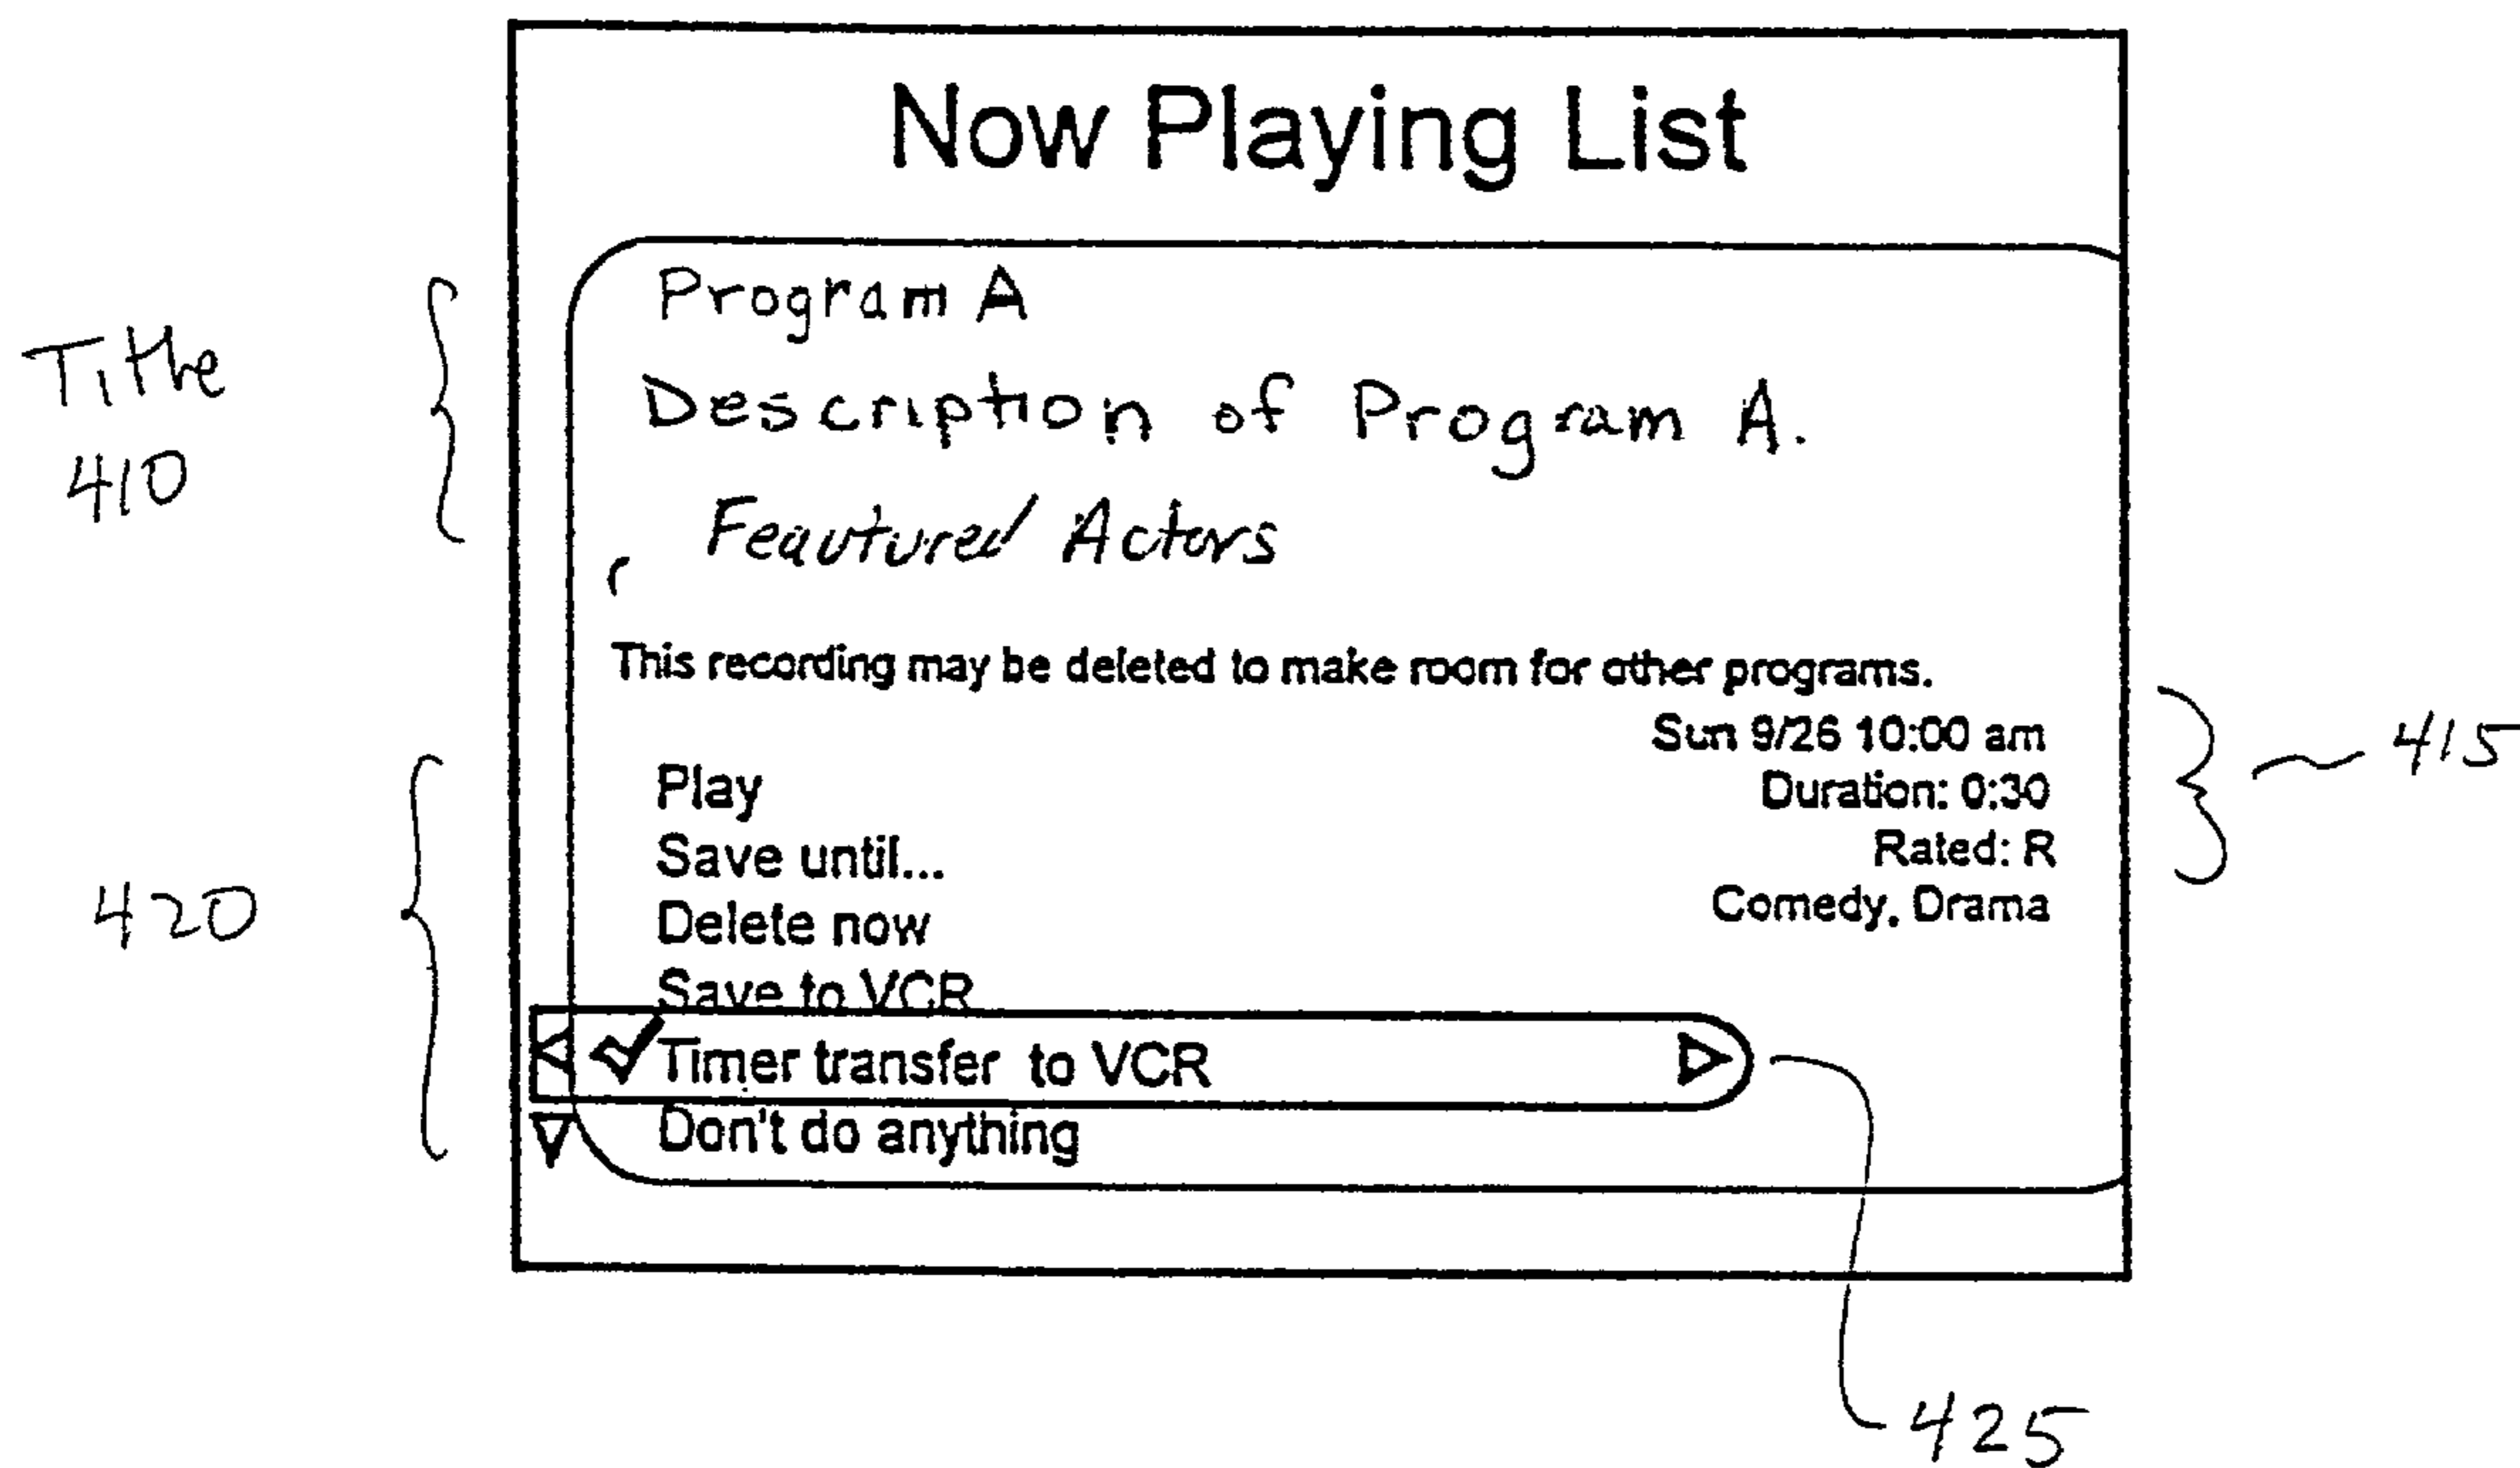 Now Playing List
Program A
Title
410
Description of Program A.
Feautured Actors
This recording may be deleted to make room for other programs.
Sun 9/26 10:00 am
415
Duration: 0:30
Rated: R
Comedy, Drama
420
Play
Save until...
Delete now
Save to VCR
Timer transfer to VCR
Don't do anything
425